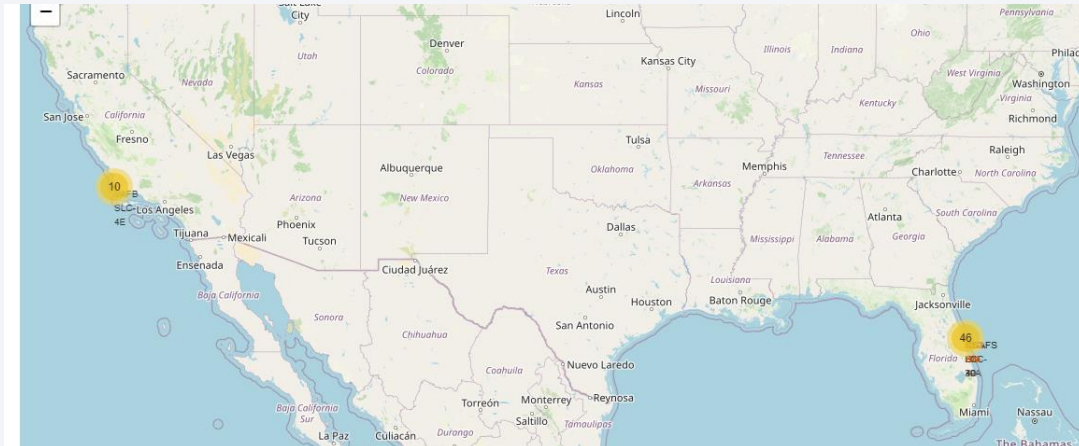 −
City
Lincoln
Pennsylvania
Ohio
Denver
Utah
Illinois
Indiana
Kansas City
Philac
Sacramento
Colorado
Nevada
Kansas
Missouri
West Virginia
Washington
Virginia
San Jose
California
Kentucky
Richmond
Fresno
Las Vegas
Tulsa
Raleigh
Albuquerque
Oklahoma
Memphis
Tennessee
Charlotte
North Carolina
10
FB
SLC-
4E
Los Angeles
Arizona
New Mexico
Arkansas
Phoenix
Tucson
Dallas
Atlanta
South Carolina
Tijuana
Mexicali
Mississippi
Alabama
Georgia
Ensenada
Ciudad Juárez
Texas
Louisiana
Baja California
Austin
Houston
Baton Rouge
Jacksonville
Sonora
San Antonio
Chihuahua
46
AFS
Florida
Coahuila
Nuevo Laredo
Torreón
Monterrey
Reynosa
Baja California
Sur
Saltillo
Tamaulipas
Miami
Nassau
La Paz
Culiacán
Durango
The Bahamas